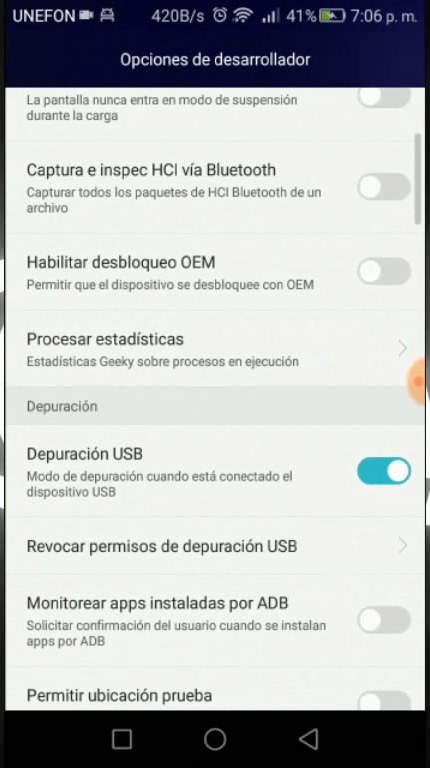 UNEFON 420B/s 41% 7:06 p. m.
Opciones de desarrollador
La pantalla nunca entra en modo de suspensión
durante la carga
Captura e inspec HCI vía Bluetooth
Capturar todos los paquetes de HCI Bluetooth de un
archivo
Habilitar desbloqueo OEM
Permitir que el dispositivo se desbloquee con OEM
Procesar estadísticas
Estadísticas Geeky sobre procesos en ejecución
Depuración
Depuración USB
Modo de depuración cuando está conectado el
dispositivo USB
Revocar permisos de depuración USB
Monitorear apps instaladas por ADB
Solicitar confirmación del usuario cuando se instalan
apps por ADB
Permitir ubicación prueba